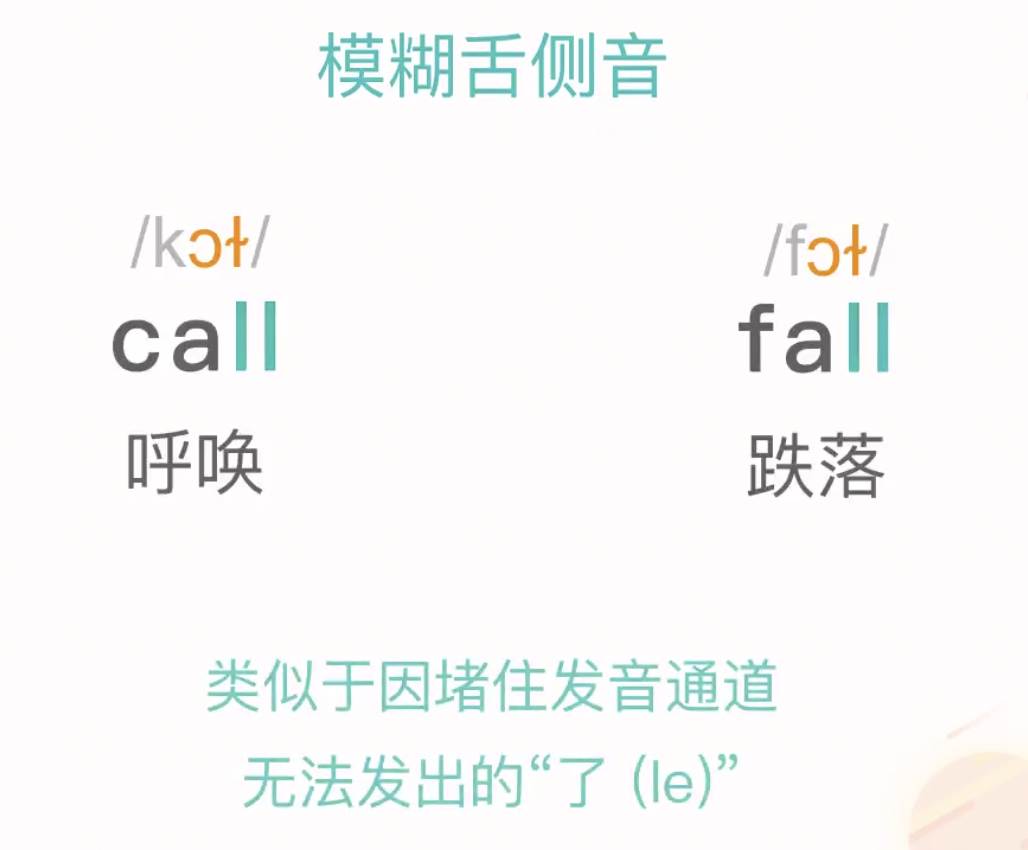 模糊舌侧音
/kɔɫ/ /fɔɫ/
call fall
呼唤 跌落
类似于因堵住发音通道
无法发出的“了 (le)”